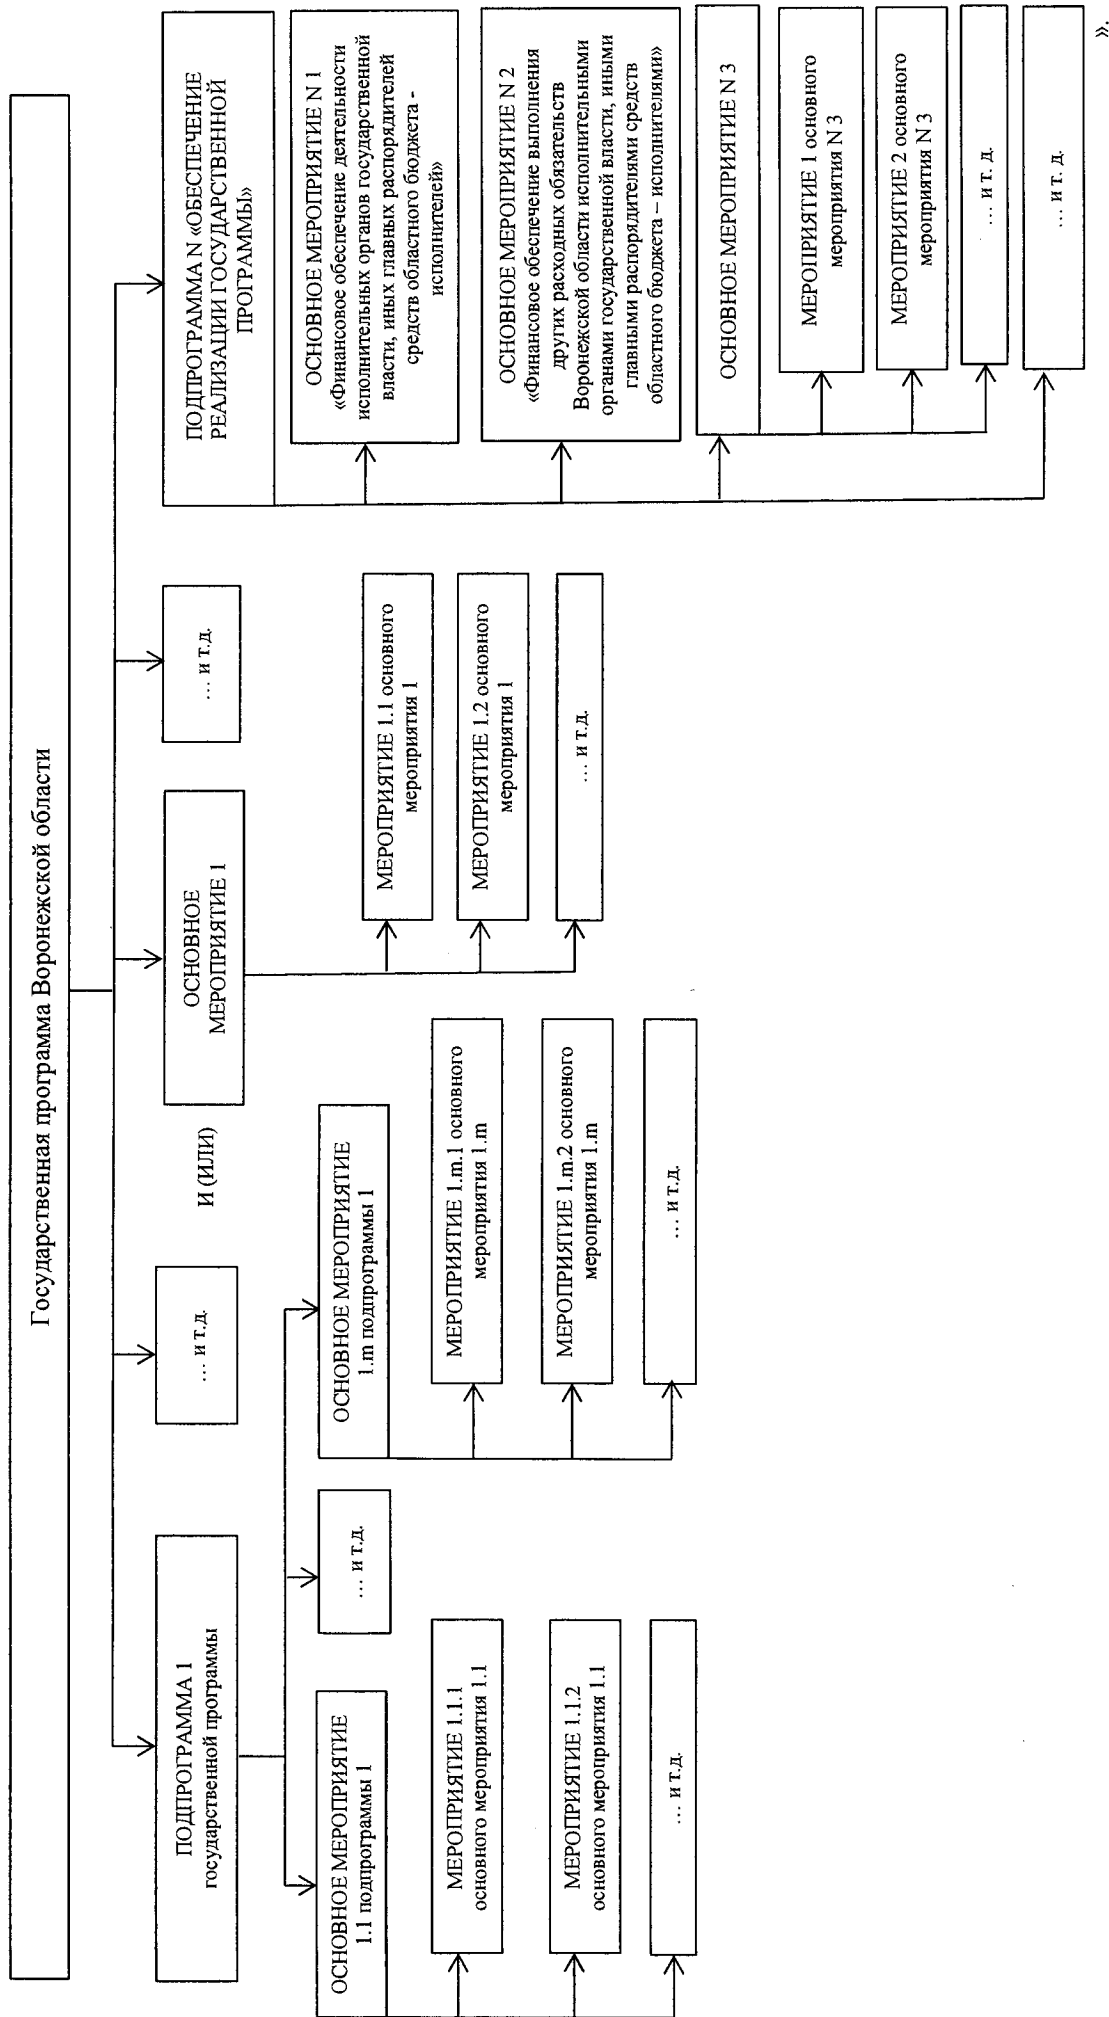 Государственная программа Воронежской области
ПОДПРОГРАММА 1
государственной программы
... и т.д.
И (ИЛИ)
ОСНОВНОЕ
МЕРОПРИЯТИЕ 1
... и т.д.
ПОДПРОГРАММА N «ОБЕСПЕЧЕНИЕ
РЕАЛИЗАЦИИ ГОСУДАРСТВЕННОЙ
ПРОГРАММЫ»
ОСНОВНОЕ МЕРОПРИЯТИЕ
1.1 подпрограммы 1
... и т.д.
ОСНОВНОЕ МЕРОПРИЯТИЕ
1.m подпрограммы 1
МЕРОПРИЯТИЕ 1.1.1
основного мероприятия 1.1
МЕРОПРИЯТИЕ 1.1.2
основного мероприятия 1.1
... и т.д.
МЕРОПРИЯТИЕ 1.m.1 основного
мероприятия 1.m
МЕРОПРИЯТИЕ 1.m.2 основного
мероприятия 1.m
... и т.д.
МЕРОПРИЯТИЕ 1.1 основного
мероприятия 1
МЕРОПРИЯТИЕ 1.2 основного
мероприятия 1
... и т.д.
ОСНОВНОЕ МЕРОПРИЯТИЕ N 1
«Финансовое обеспечение деятельности
исполнительных органов государственной
власти, иных главных распорядителей
средств областного бюджета -
исполнителей»
ОСНОВНОЕ МЕРОПРИЯТИЕ N 2
«Финансовое обеспечение выполнения
других расходных обязательств
Воронежской области исполнительными
органами государственной власти, иными
главными распорядителями средств
областного бюджета – исполнителями»
ОСНОВНОЕ МЕРОПРИЯТИЕ N 3
МЕРОПРИЯТИЕ 1 основного
мероприятия N 3
МЕРОПРИЯТИЕ 2 основного
мероприятия N 3
... и т. д.
... и т. д.
».